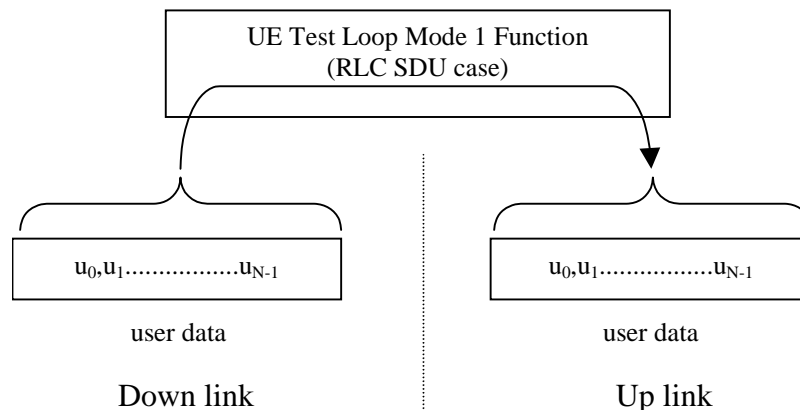 UE Test Loop Mode 1 Function
(RLC SDU case)
u0,u1..................uN-1
u0,u1..................uN-1
user data
user data
Down link
Up link